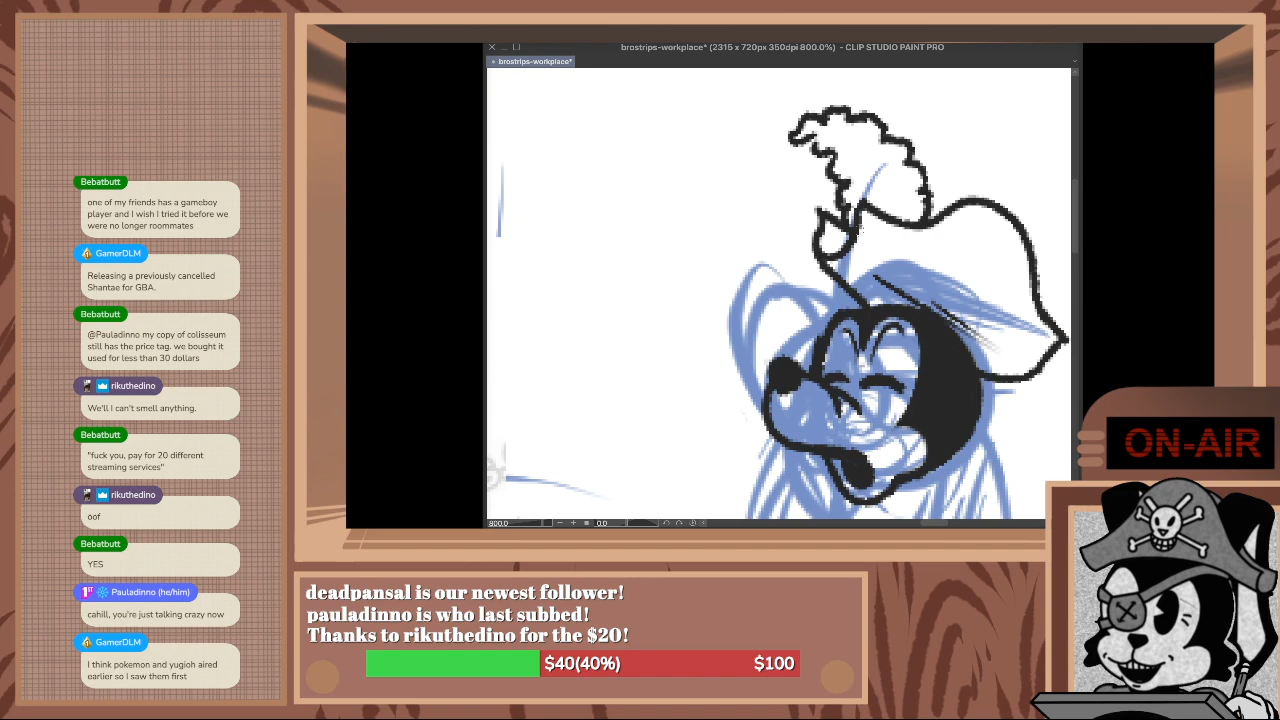 brostrips-workplace* (2315 x 720px 350dpi 800.0%) - CLIP STUDIO PAINT PRO
brostrips-workplace*
Bebatbutt
one of my friends has a gameboy
player and I wish I tried it before we
were no longer roommates
GamerDLM
Releasing a previously cancelled
Shantae for GBA.
Bebatbutt
@Pauladinno my copy of colisseum
still has the price tag. we bought it
used for less than 30 dollars
rikuthedino
We'll I can't smell anything.
Bebatbutt
"fuck you, pay for 20 different
streaming services"
rikuthedino
oof
Bebatbutt
YES
1ST Pauladinno (he/him)
cahill, you're just talking crazy now
GamerDLM
I think pokemon and yugioh aired
earlier so I saw them first
800.0
0.0
ON-AIR
deadpansal is our newest follower!
pauladinno is who last subbed!
Thanks to rikuthedino for the $20!
$40(40%) $100